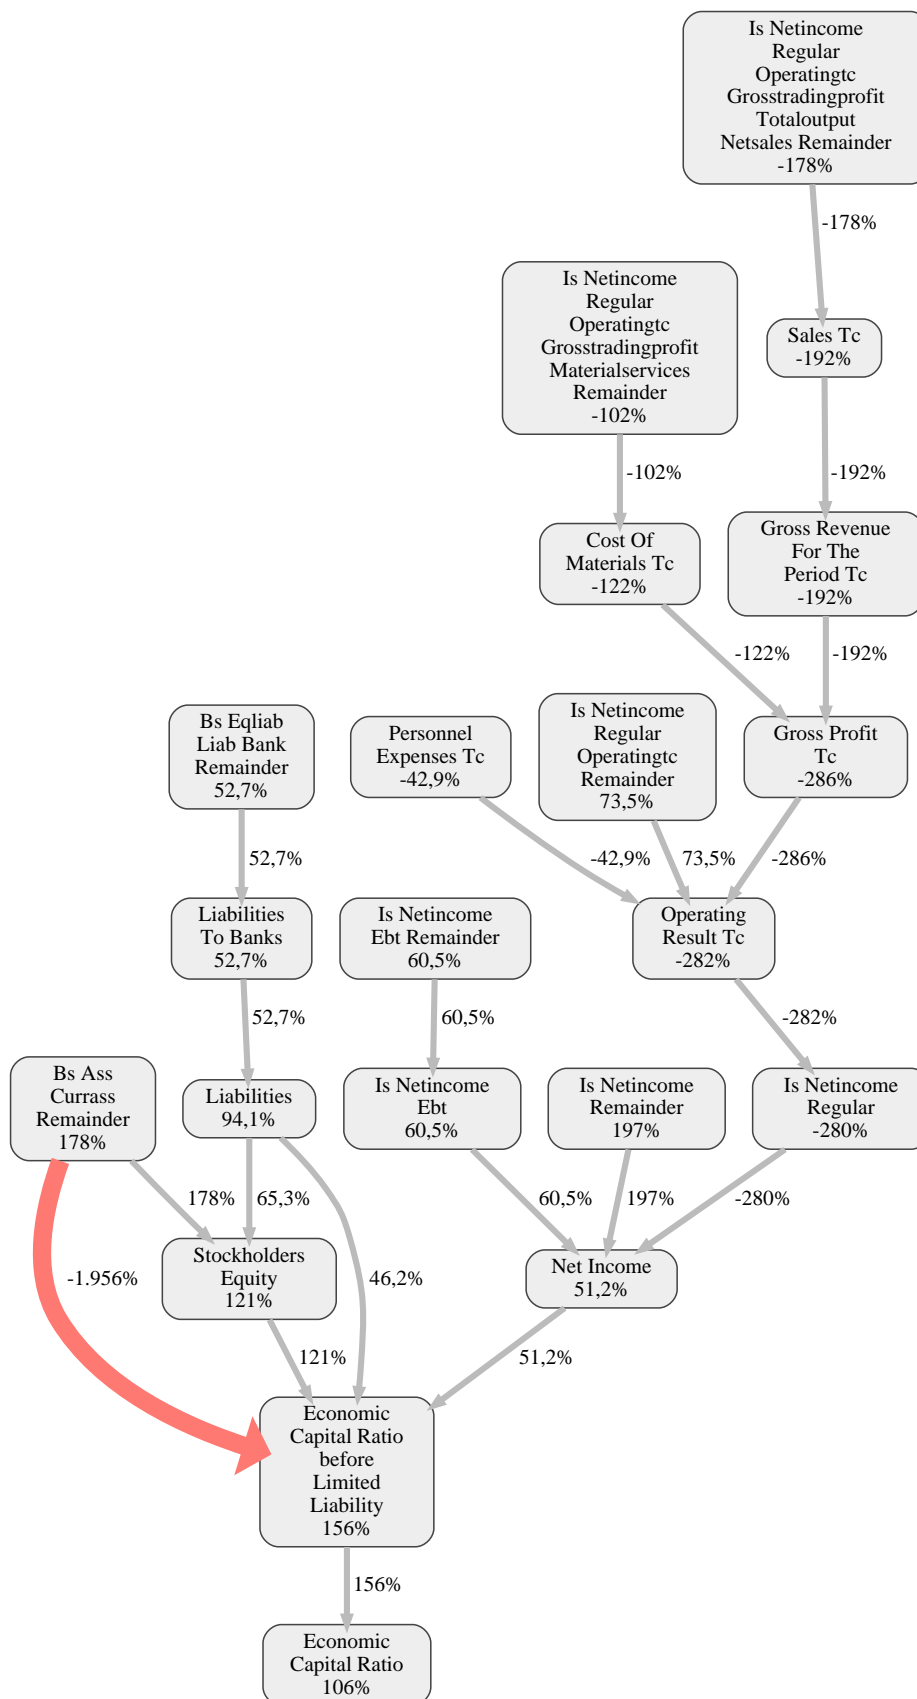 Is Netincome
Regular
Operatingtc
Grosstradingprofit
Totaloutput
Netsales Remainder
-178%
-178%
Is Netincome
Regular
Operatingtc
Grosstradingprofit
Materialservices
Remainder
-102%
Sales Tc
-192%
-102%
-192%
Cost Of
Materials Tc
-122%
Gross Revenue
For The
Period Tc
-192%
-122%
-192%
Bs Eqliab
Liab Bank
Remainder
52,7%
Personnel
Expenses Tc
-42,9%
Is Netincome
Regular
Operatingtc
Remainder
73,5%
Gross Profit
Tc
-286%
52,7%
-42,9%
73,5%
-286%
Liabilities
To Banks
52,7%
Is Netincome
Ebt Remainder
60,5%
Operating
Result Tc
-282%
52,7%
60,5%
-282%
Bs Ass
Currass
Remainder
178%
Liabilities
94,1%
Is Netincome
Ebt
60,5%
Is Netincome
Remainder
197%
Is Netincome
Regular
-280%
178%
65,3%
60,5%
197%
-280%
-1.956%
Stockholders
Equity
121%
46,2%
Net Income
51,2%
121%
51,2%
Economic
Capital Ratio
before
Limited
Liability
156%
156%
Economic
Capital Ratio
106%